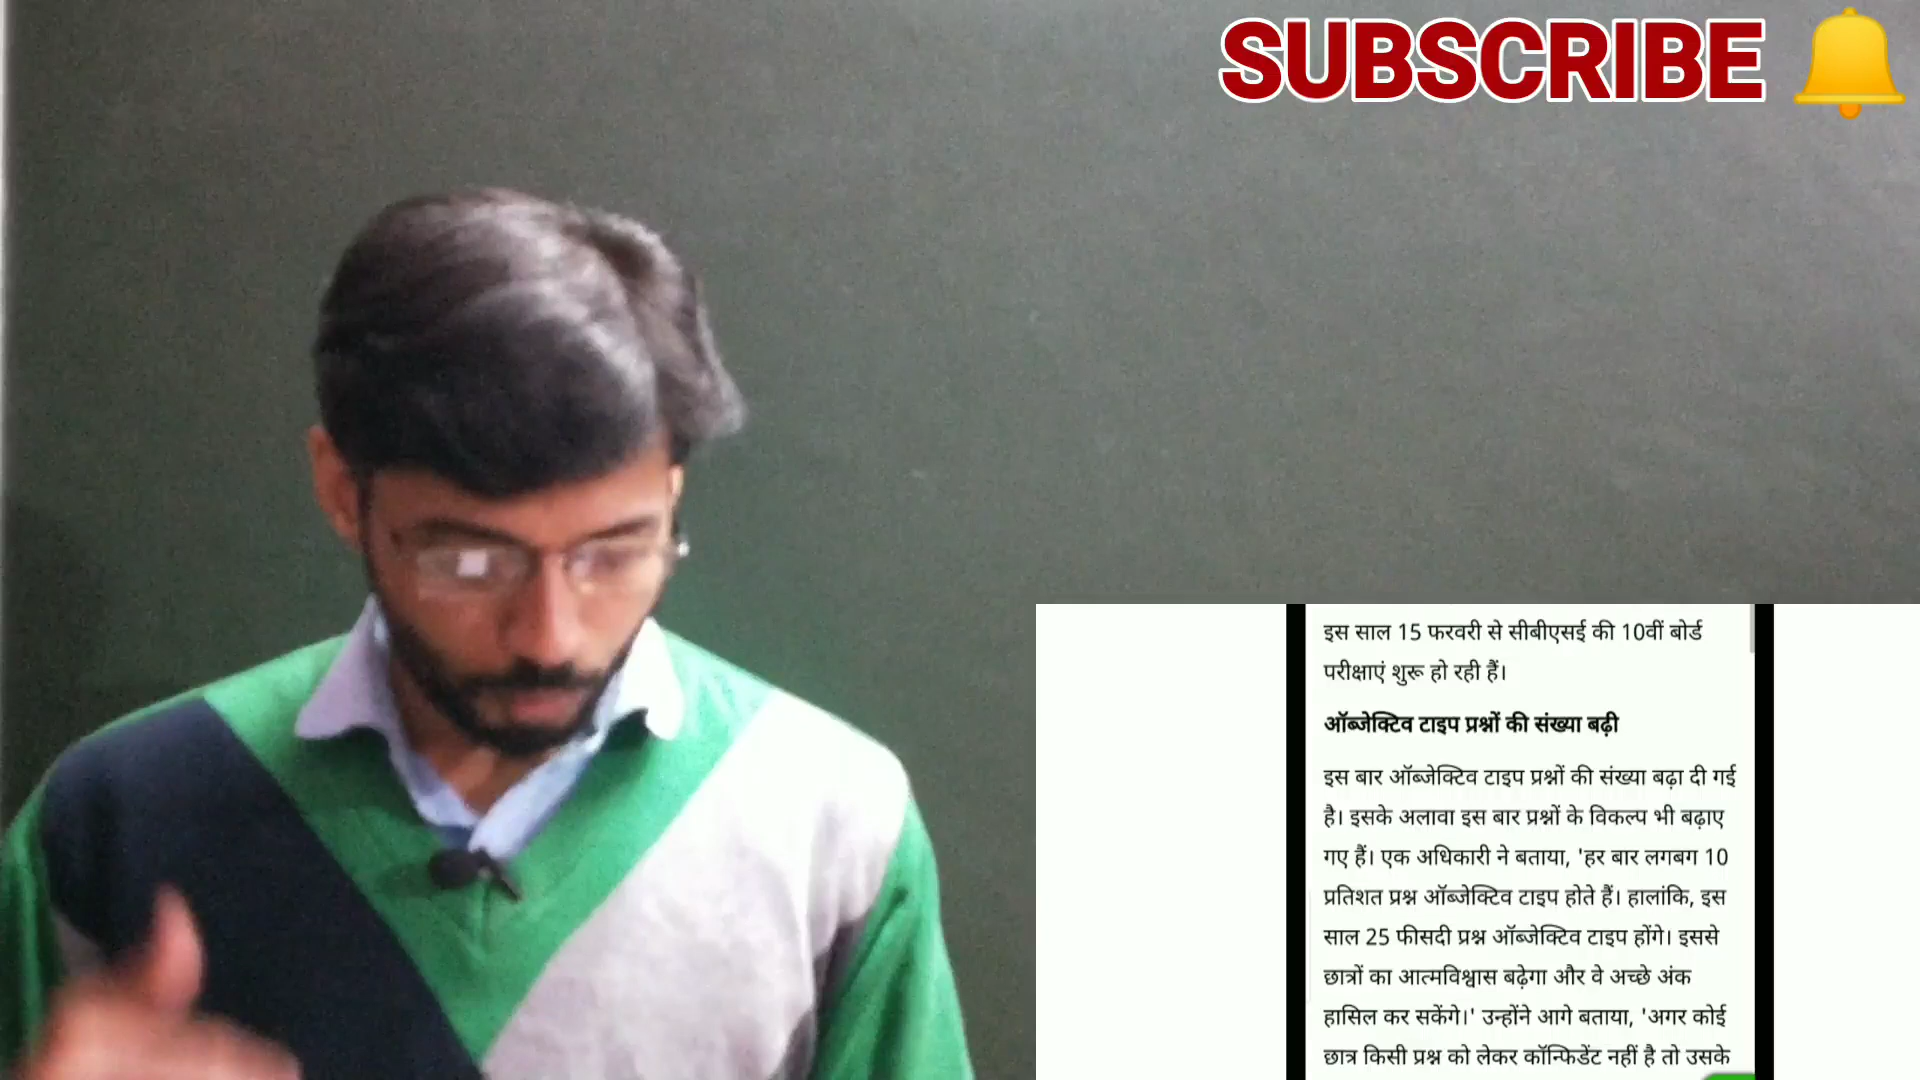 SUBSCRIBE
इस साल 15 फरवरी से सीबीएसई की 10वीं बोर्ड
परीक्षाएं शुरू हो रही हैं।
ऑब्जेक्टिव टाइप प्रश्नों की संख्या बढ़ी
इस बार ऑब्जेक्टिव टाइप प्रश्नों की संख्या बढ़ा दी गई
है। इसके अलावा इस बार प्रश्नों के विकल्प भी बढ़ाए
गए हैं। एक अधिकारी ने बताया, 'हर बार लगबग 10
प्रतिशत प्रश्न ऑब्जेक्टिव टाइप होते हैं। हालांकि, इस
साल 25 फीसदी प्रश्न ऑब्जेक्टिव टाइप होंगे। इससे
छात्रों का आत्मविश्वास बढ़ेगा और वे अच्छे अंक
हासिल कर सकेंगे।' उन्होंने आगे बताया, 'अगर कोई
छात्र किसी प्रश्न को लेकर कॉन्फिडेंट नहीं है तो उसके